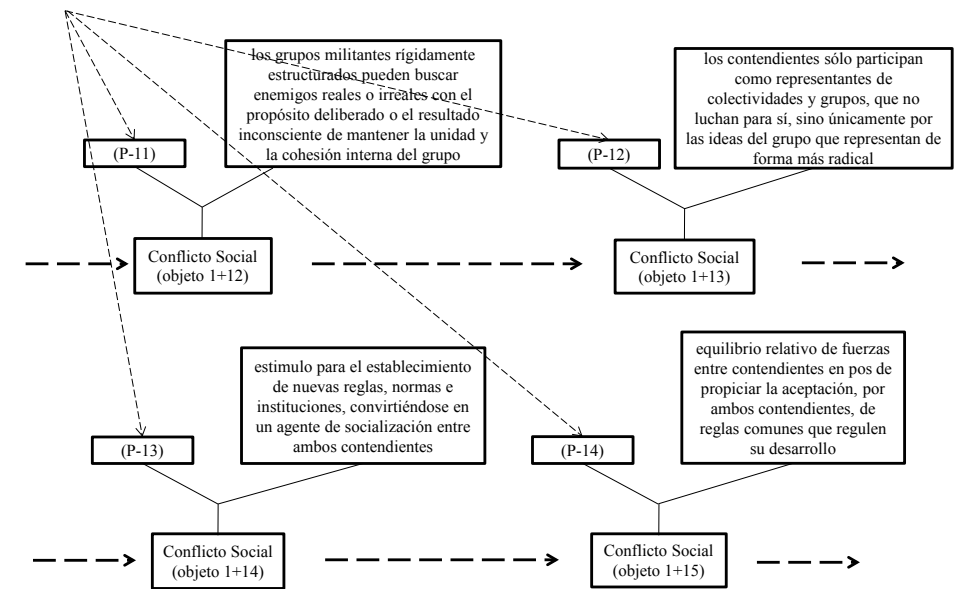 los grupos militantes rígidamente
estructurados pueden buscar
enemigos reales o irreales con el
propósito deliberado o el resultado
inconsciente de mantener la unidad y
la cohesión interna del grupo
(P-11)
Conflicto Social
(objeto 1+12)
los contendientes sólo participan
como representantes de
colectividades y grupos, que no
luchan para sí, sino únicamente por
las ideas del grupo que representan de
forma más radical
(P-12)
Conflicto Social
(objeto 1+13)
estimulo para el establecimiento
de nuevas reglas, normas e
instituciones, convirtiéndose en
un agente de socialización entre
ambos contendientes
(P-13)
Conflicto Social
(objeto 1+14)
equilibrio relativo de fuerzas
entre contendientes en pos de
propiciar la aceptación, por
ambos contendientes, de
reglas comunes que regulen
su desarrollo
(P-14)
Conflicto Social
(objeto 1+15)